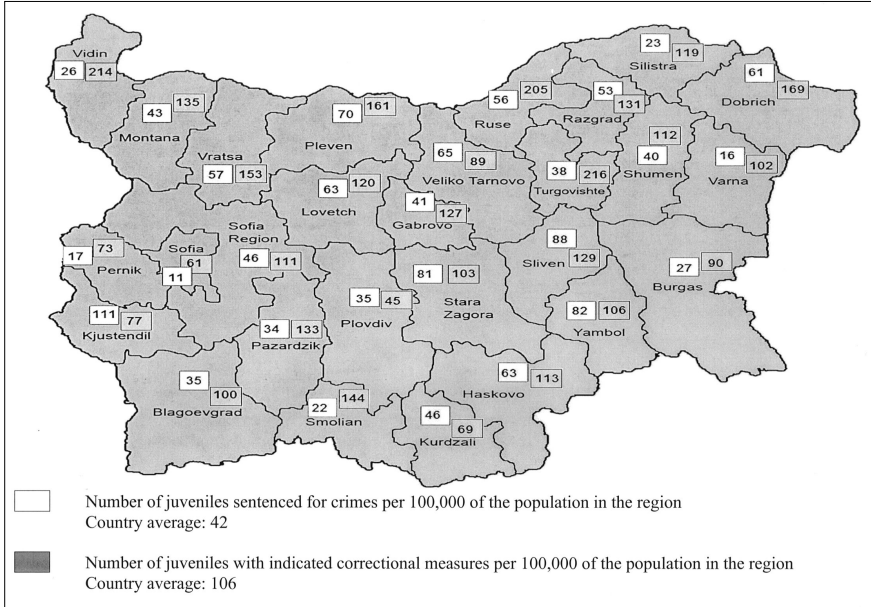 23
Silistra
119
Vidin
26 214
61
Dobrich
169
43 135
Montana
70 161
Pleven
56 205
Ruse
53
Razgrad 131
112
40
Shumen
16
Varna 102
Vratsa
57 153
65
89
Veliko Tarnovo
38 216
Turgovishte
63 120
Lovetch
41
127
Gabrovo
Sofia
Region
46 111
73
17
Pernik
Sofia
61
11
88
Sliven 129
90
27
Burgas
81 103
Stara
Zagora
35 45
Plovdiv
111
77
Kjustendil
34 133
Pazardzik
82 106
Yambol
35
100
Blagoevgrad
63
113
Haskovo
144
22
Smolian
46
69
Kurdzali
Number of juveniles sentenced for crimes per 100,000 of the population in the region
Country average: 42
Number of juveniles with indicated correctional measures per 100,000 of the population in the region
Country average: 106